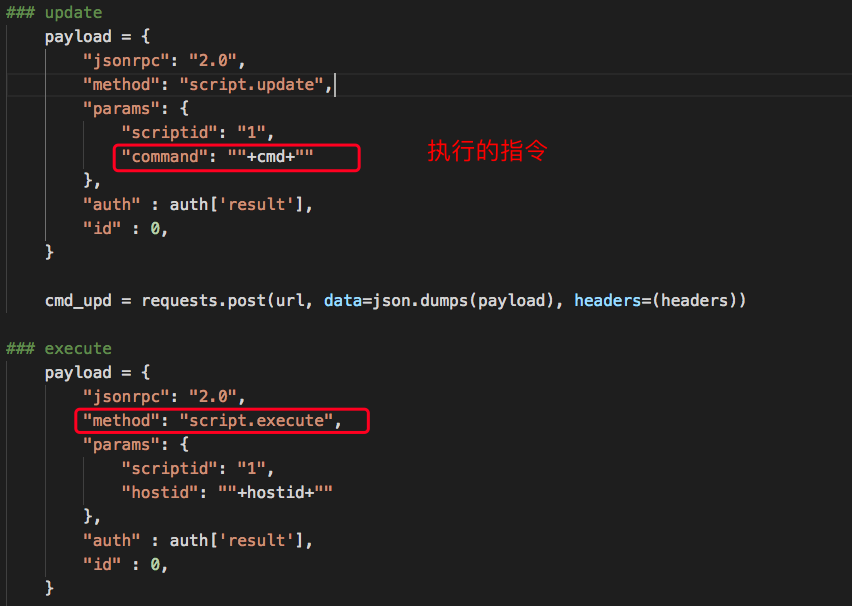 ### update
payload = {
"jsonrpc": "2.0",
"method": "script.update",
"params": {
"scriptid": "1",
"command": ""+cmd+""
执行的指令
},
"auth" : auth['result'],
"id" : 0,
}
cmd_upd = requests.post(url, data=json.dumps(payload), headers=(headers))
### execute
payload = {
"jsonrpc": "2.0",
"method": "script.execute",
"params": {
"scriptid": "1",
"hostid": ""+hostid+""
},
"auth" : auth['result'],
"id" : 0,
}